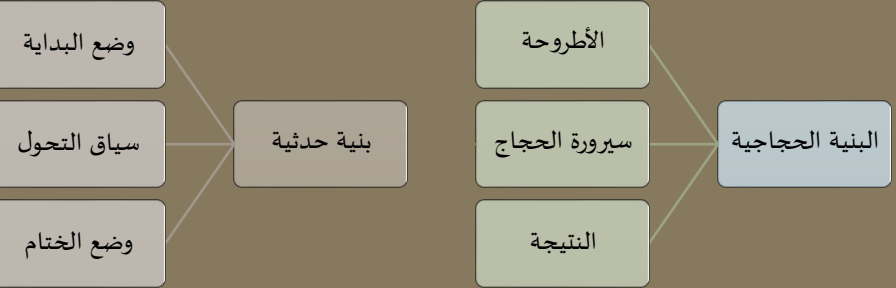 البنية الحجاجية
الأطروحة
سيرورة الحجاج
النتيجة
بنية حدثية
وضع البداية
سياق التحول
وضع الختام